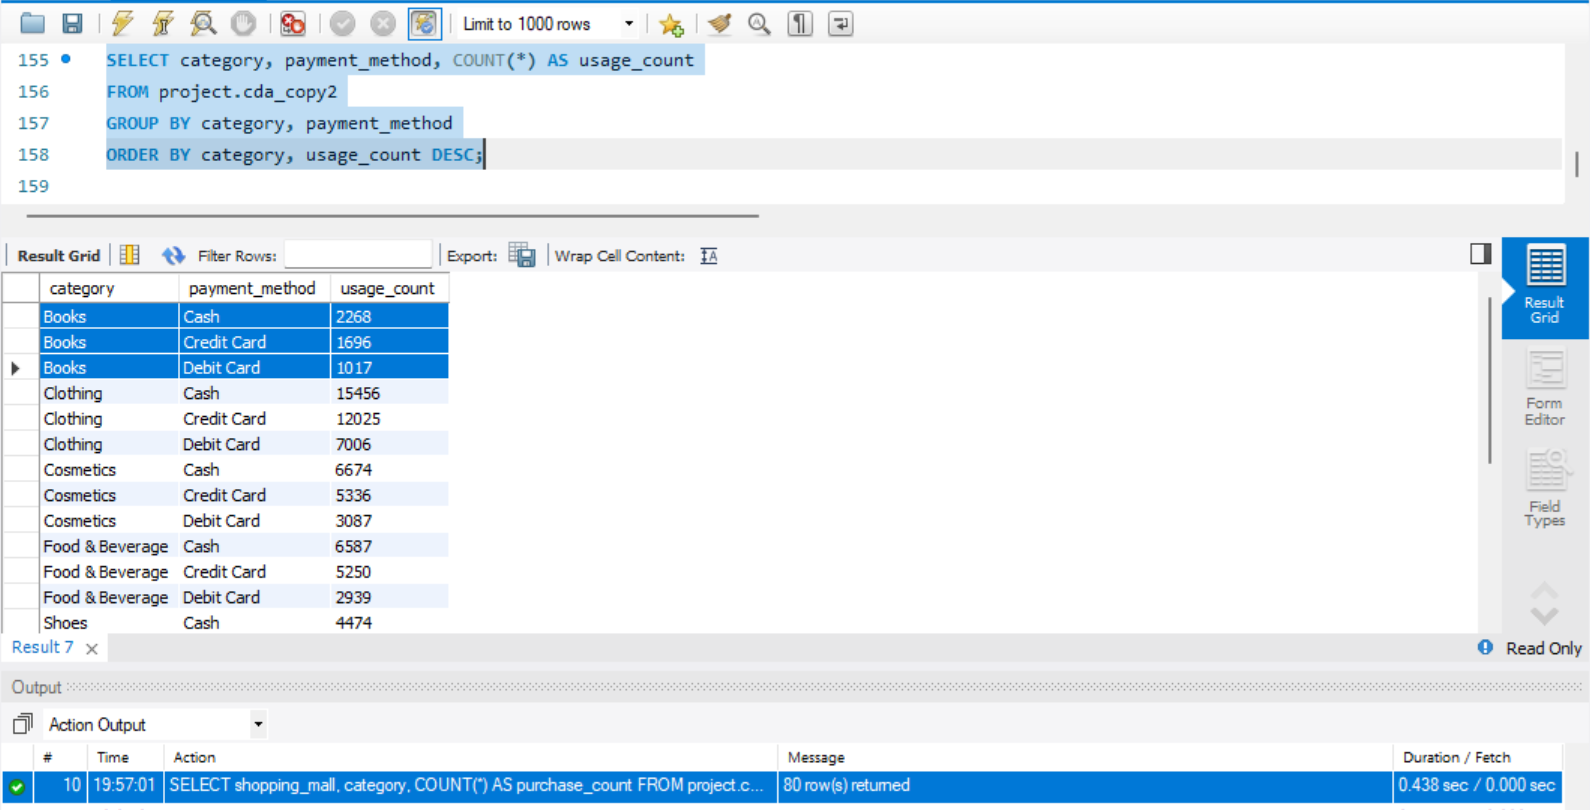 Limit to 1000 rows
155 SELECT category, payment_method, COUNT(*) AS usage_count
156 FROM project.cda_copy2
157 GROUP BY category, payment_method
158 ORDER BY category, usage_count DESC;
159
Result Grid Filter Rows: Export: Wrap Cell Content:
category payment_method usage_count
Books Cash 2268
Books Credit Card 1696
Books Debit Card 1017
Clothing Cash 15456
Clothing Credit Card 12025
Clothing Debit Card 7006
Cosmetics Cash 6674
Cosmetics Credit Card 5336
Cosmetics Debit Card 3087
Food & Beverage Cash 6587
Food & Beverage Credit Card 5250
Food & Beverage Debit Card 2939
Shoes Cash 4474
Result
Grid
Form
Editor
Field
Types
Result 7 Read Only
Output
Action Output
# Time Action Message Duration / Fetch
10 19:57:01 SELECT shopping_mall, category, COUNT(*) AS purchase_count FROM project.c... 80 row(s) returned 0.438 sec / 0.000 sec